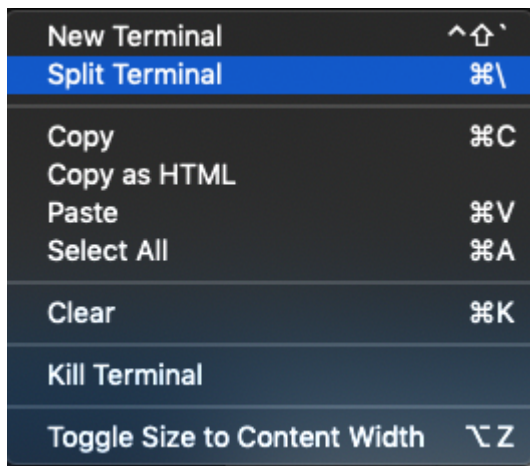 New Terminal ^⇧`
Split Terminal ⌘\
Copy ⌘C
Copy as HTML
Paste ⌘V
Select All ⌘A
Clear ⌘K
Kill Terminal
Toggle Size to Content Width ⌥Z